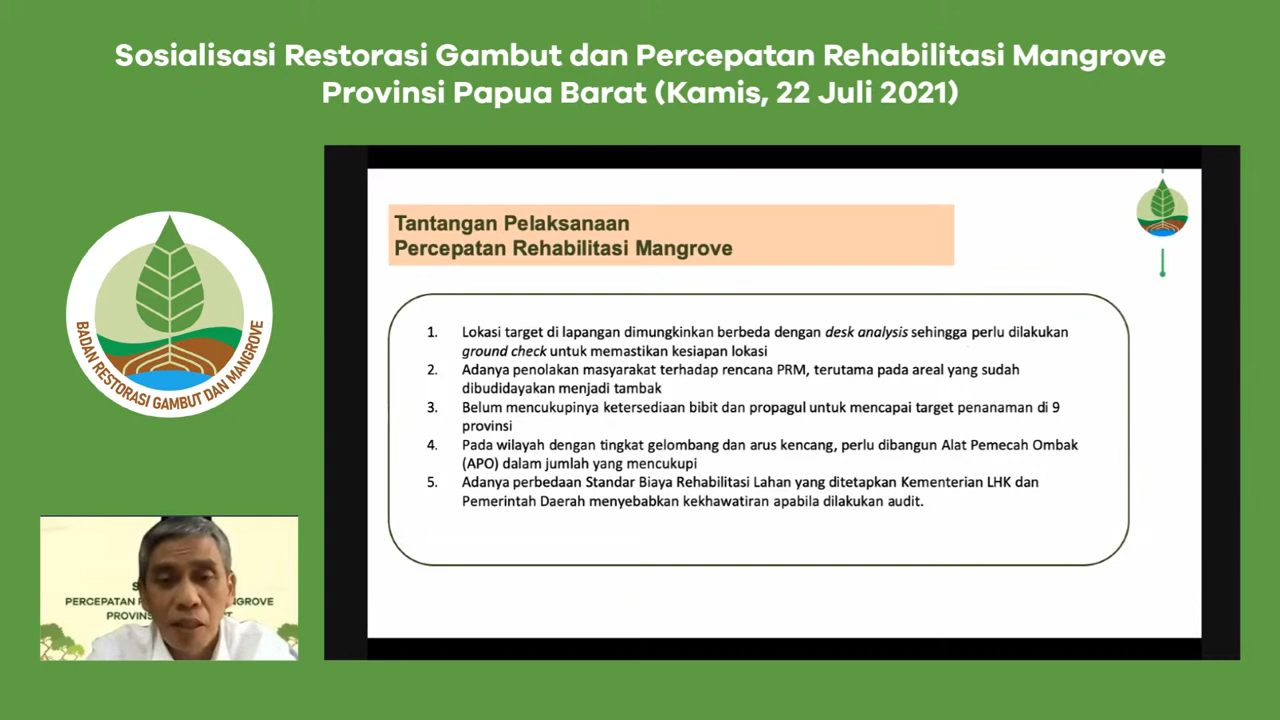 Sosialisasi Restorasi Gambut dan Percepatan Rehabilitasi Mangrove
Provinsi Papua Barat (Kamis, 22 Juli 2021)
BADAN RESTORASI GAMBUT DAN MANGROVE
Tantangan Pelaksanaan
Percepatan Rehabilitasi Mangrove
1. Lokasi target di lapangan dimungkinkan berbeda dengan desk analysis sehingga perlu dilakukan
ground check untuk memastikan kesiapan lokasi
2. Adanya penolakan masyarakat terhadap rencana PRM, terutama pada areal yang sudah
dibudidayakan menjadi tambak
3. Belum mencukupinya ketersediaan bibit dan propagul untuk mencapai target penanaman di 9
provinsi
4. Pada wilayah dengan tingkat gelombang dan arus kencang, perlu dibangun Alat Pemecah Ombak
(APO) dalam jumlah yang mencukupi
5. Adanya perbedaan Standar Biaya Rehabilitasi Lahan yang ditetapkan Kementerian LHK dan
Pemerintah Daerah menyebabkan kekhawatiran apabila dilakukan audit.
PERCEPATAN